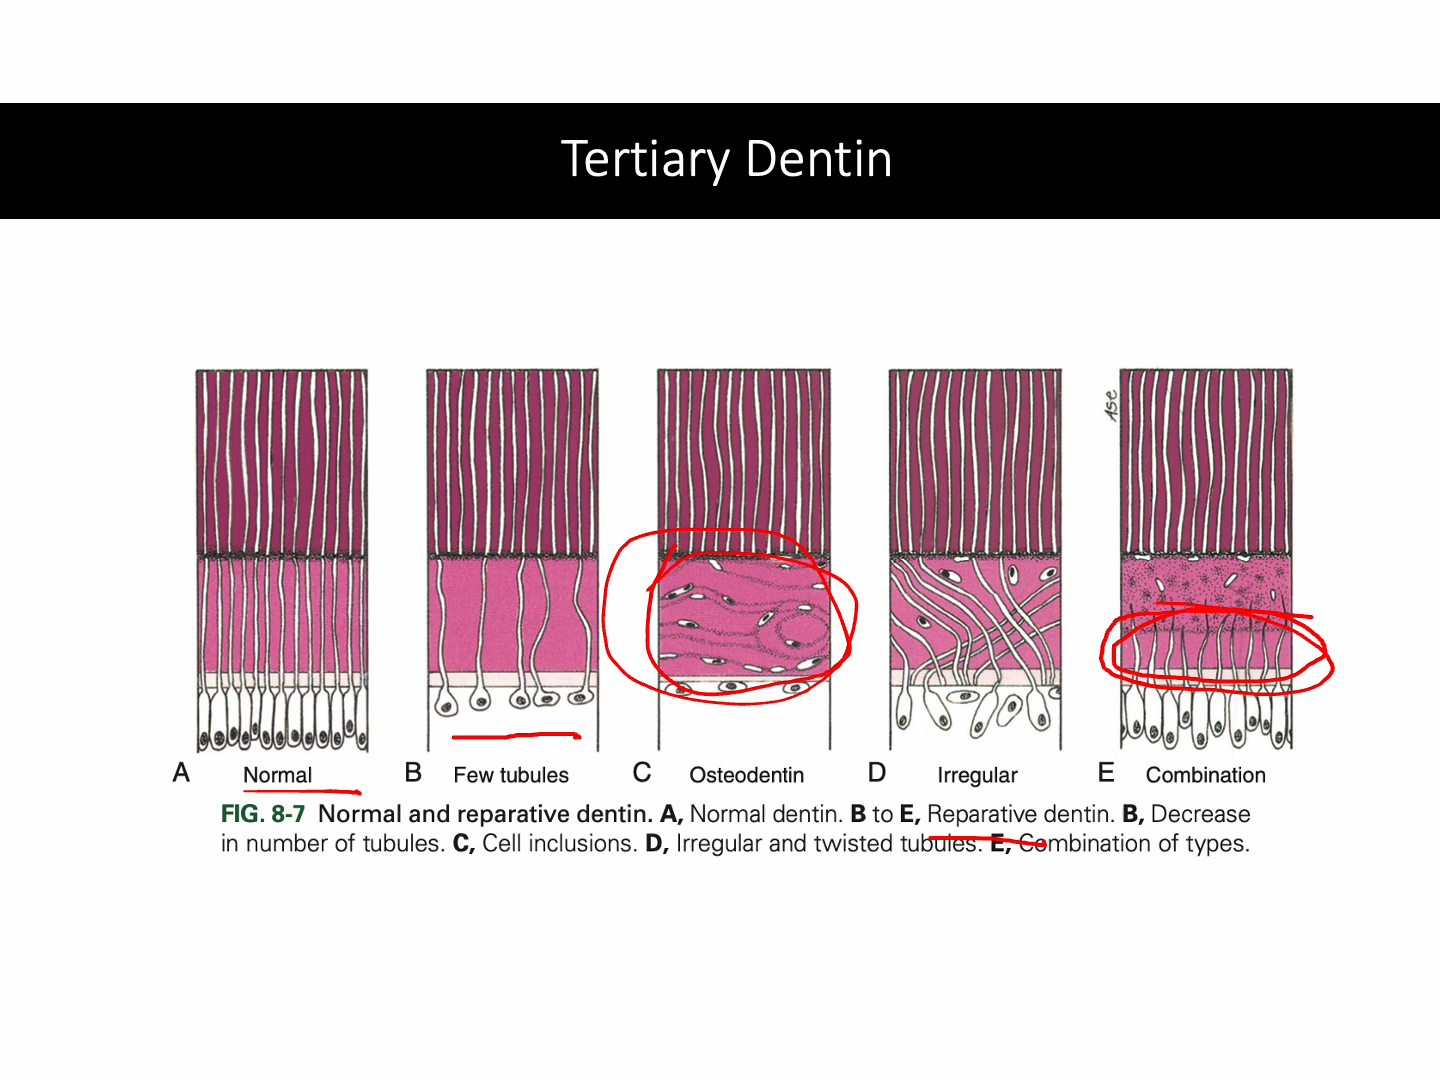 Tertiary Dentin
Ase
A Normal B Few tubules C Osteodentin D Irregular E Combination
FIG. 8-7 Normal and reparative dentin. A, Normal dentin. B to E, Reparative dentin. B, Decrease
in number of tubules. C, Cell inclusions. D, Irregular and twisted tubules. E, Combination of types.